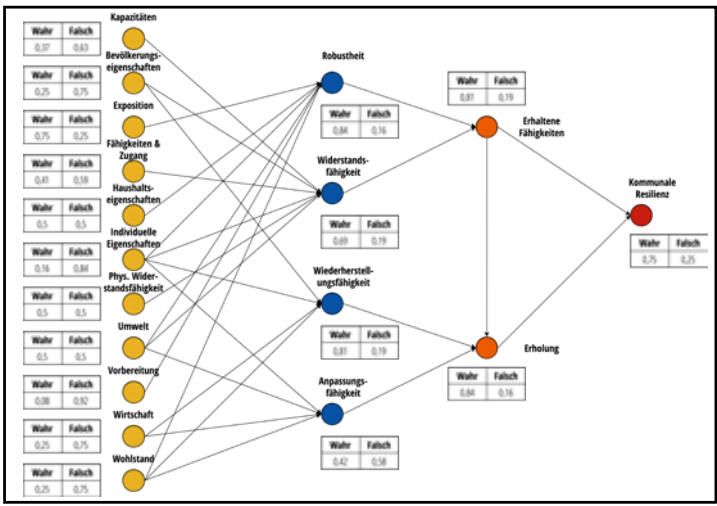 Kapazitäten
Wahr Falsch
0,37 0,63
Bevölkerungs-
eigenschaften
Wahr Falsch
0,25 0,75
Exposition
Wahr Falsch
0,75 0,25
Fähigkeiten &
Zugang
Wahr Falsch
0,41 0,59
Haushalts-
eigenschaften
Wahr Falsch
0,5 0,5
Individuelle
Eigenschaften
Wahr Falsch
0,16 0,84
Phys. Wider-
standsfähigkeit
Wahr Falsch
0,5 0,5
Umwelt
Wahr Falsch
0,5 0,5
Vorbereitung
Wahr Falsch
0,08 0,92
Wirtschaft
Wahr Falsch
0,25 0,75
Wohlstand
Wahr Falsch
0,25 0,75
Robustheit
Wahr Falsch
0,84 0,16
Widerstands-
fähigkeit
Wahr Falsch
0,69 0,19
Wiederherstell-
ungsfähigkeit
Wahr Falsch
0,81 0,19
Anpassungs-
fähigkeit
Wahr Falsch
0,42 0,58
Wahr Falsch
0,81 0,19
Erhaltene
Fähigkeiten
Erholung
Wahr Falsch
0,84 0,16
Kommunale
Resilienz
Wahr Falsch
0,75 0,25